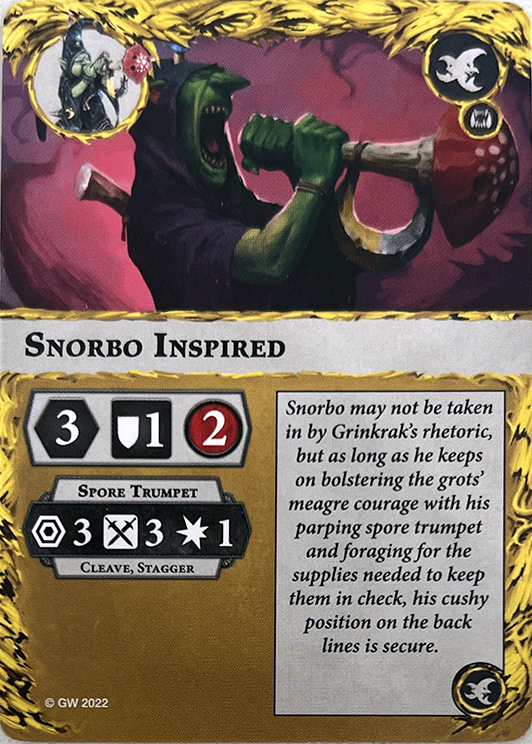 Snorbo Inspired
3 1 2
Spore Trumpet
3 3 1
Cleave, Stagger
Snorbo may not be taken
in by Grinkrak's rhetoric,
but as long as he keeps
on bolstering the grots'
meagre courage with his
parping spore trumpet
and foraging for the
supplies needed to keep
them in check, his cushy
position on the back
lines is secure.
© GW 2022